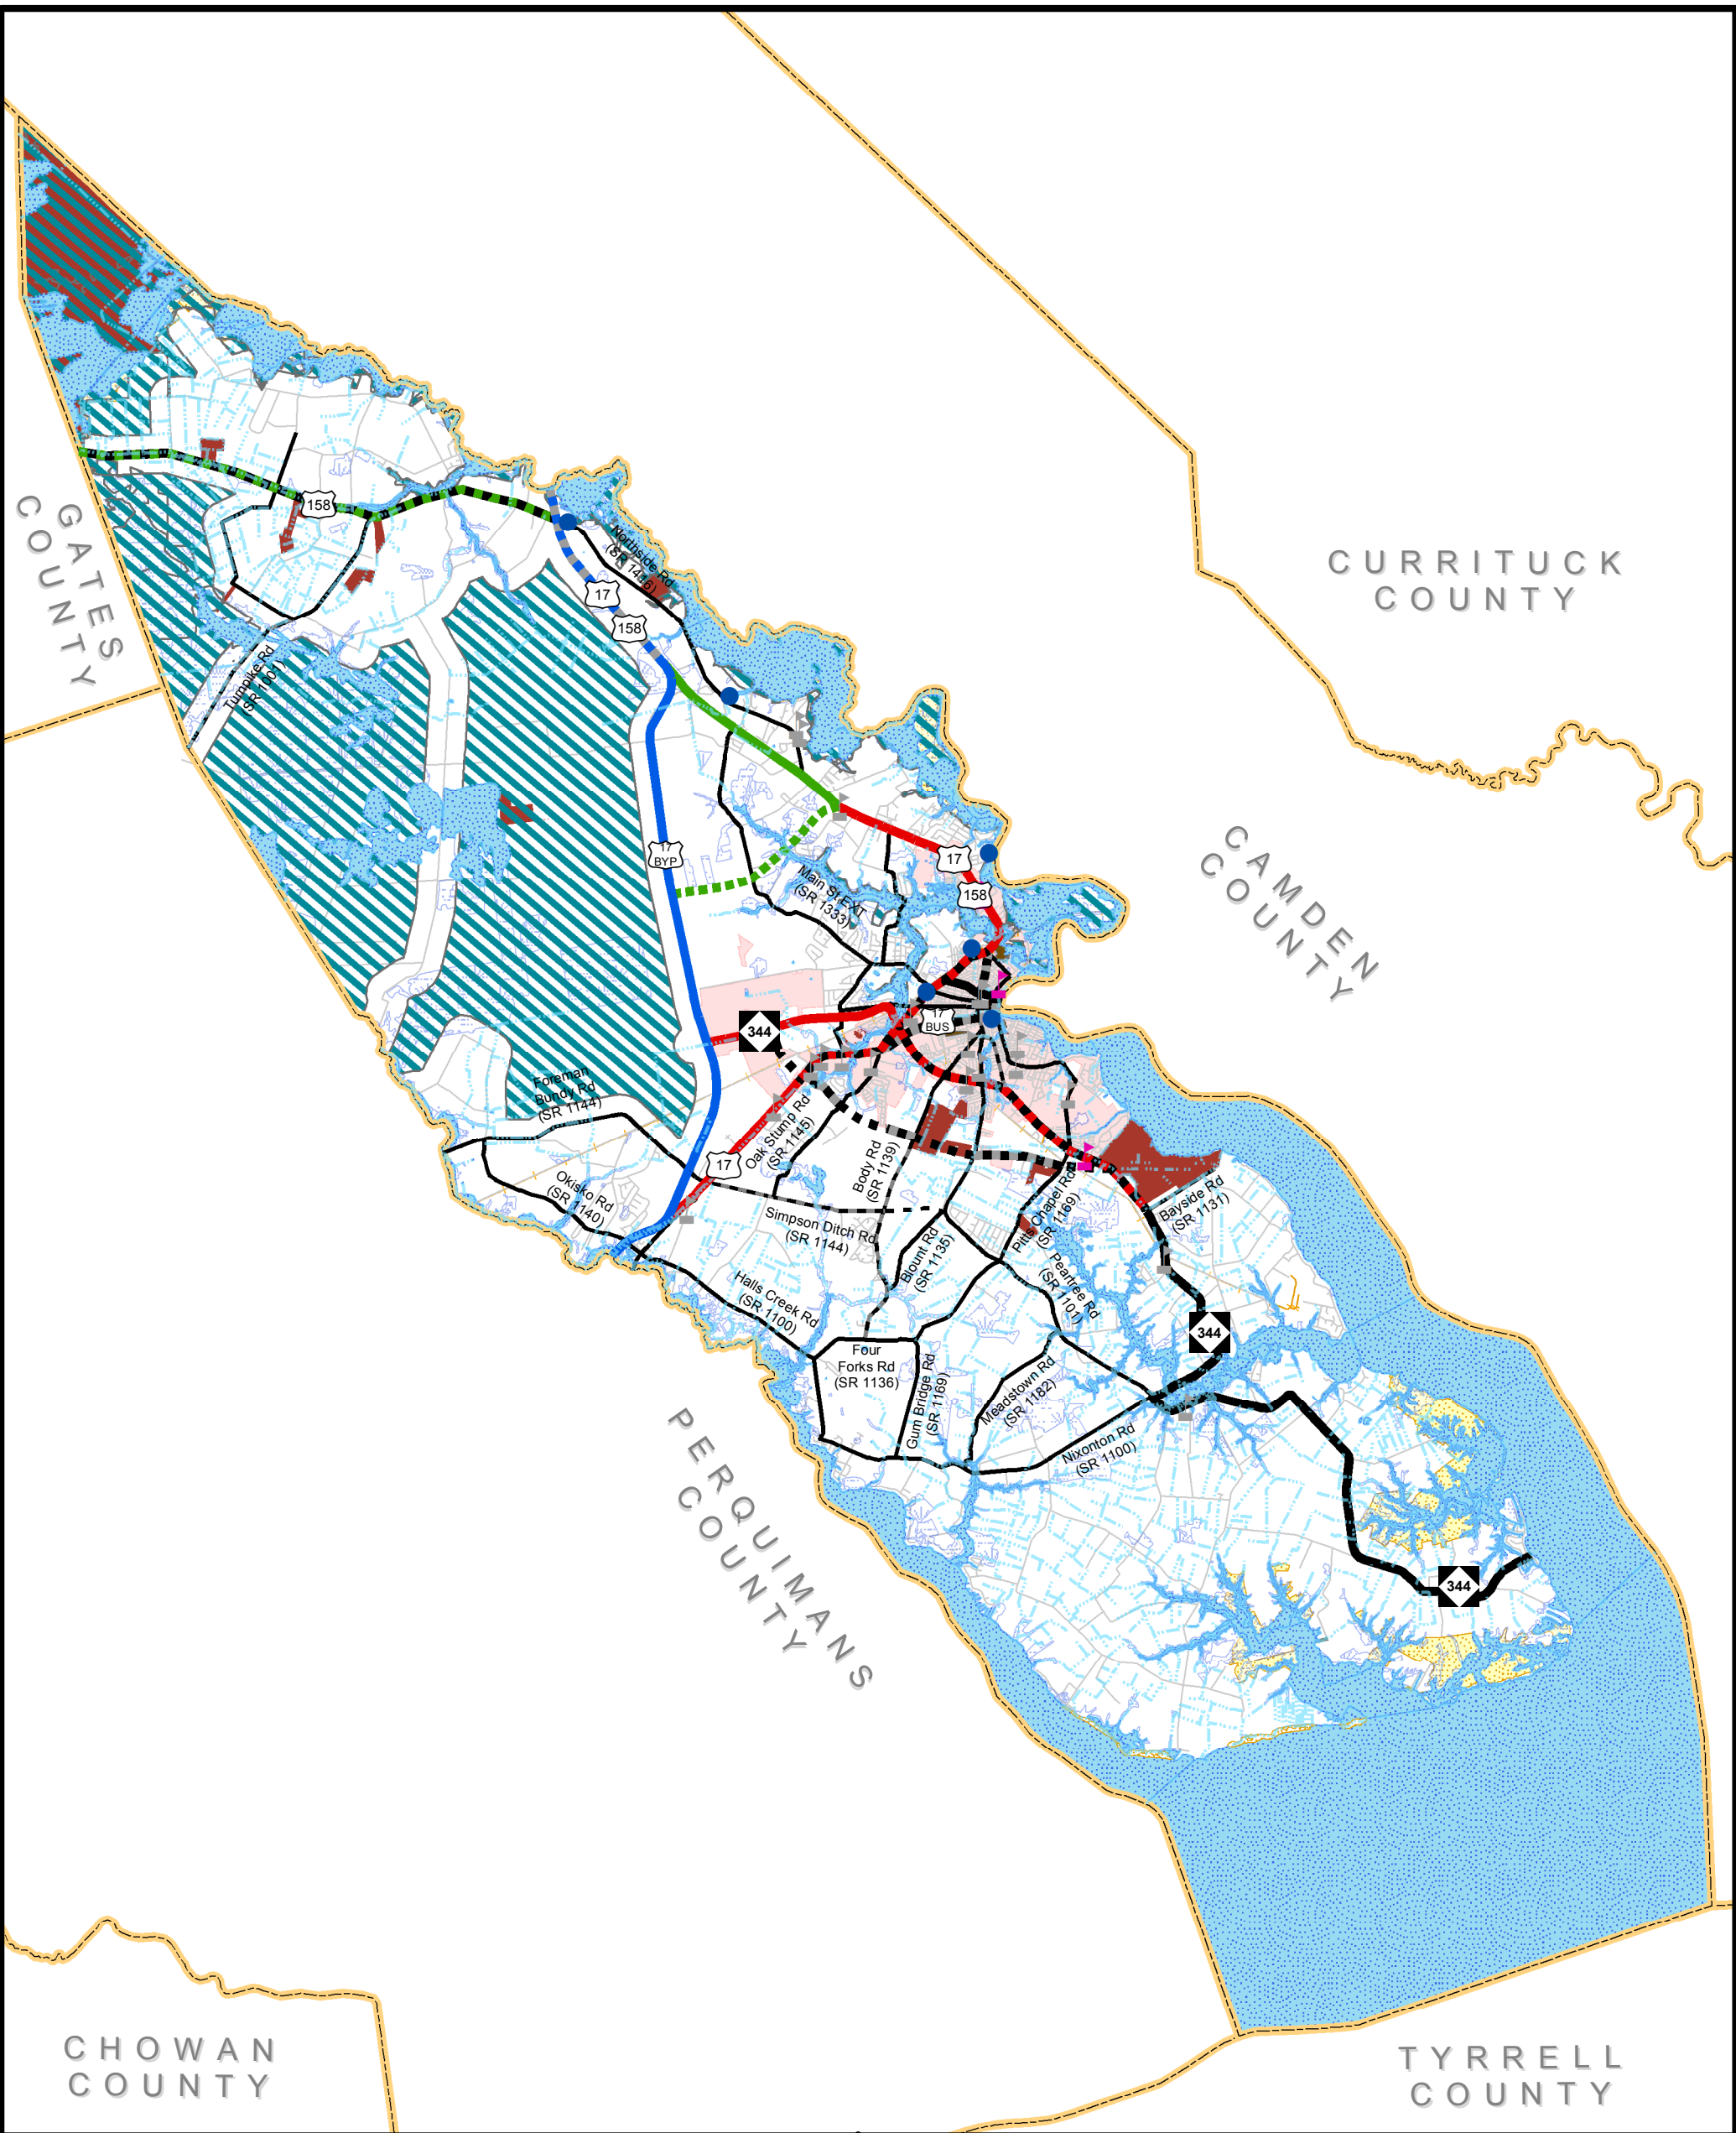 GATES
COUNTY
CURRITUCK
COUNTY
158
Northside Rd
(SR 1416)
17
158
Turnpike Rd
(SR 1001)
17
BYP
17
158
Main St EXT
(SR 1333)
CAMDEN
COUNTY
344
17
BUS
Foreman
Bundy Rd
(SR 1144)
Oak Stump Rd
(SR 1145)
17
Body Rd
(SR 1139)
Okisko Rd
(SR 1140)
Simpson Ditch Rd
(SR 1144)
Pitts Chapel Rd
(SR 1169)
Bayside Rd
(SR 1131)
Blount Rd
(SR 1135)
Peartree Rd
(SR 1101)
Halls Creek Rd
(SR 1100)
344
Four
Forks Rd
(SR 1136)
Gum Bridge Rd
(SR 1169)
Meadstown Rd
(SR 1182)
Nixonton Rd
(SR 1100)
PERQUIMANS
COUNTY
344
CHOWAN
COUNTY
TYRRELL
COUNTY